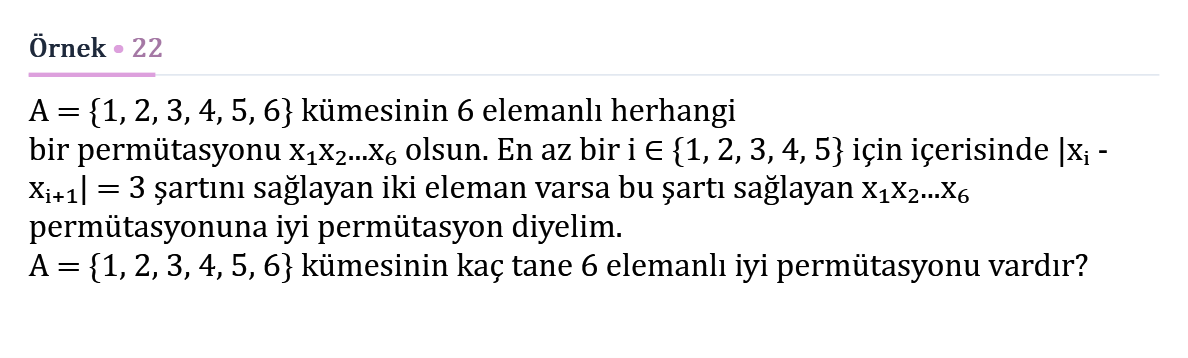 Örnek • 22
A = {1, 2, 3, 4, 5, 6} kümesinin 6 elemanlı herhangi
bir permütasyonu x₁x₂...x₆ olsun. En az bir i ∈ {1, 2, 3, 4, 5} için içerisinde |xᵢ -
xᵢ₊₁| = 3 şartını sağlayan iki eleman varsa bu şartı sağlayan x₁x₂...x₆
permütasyonuna iyi permütasyon diyelim.
A = {1, 2, 3, 4, 5, 6} kümesinin kaç tane 6 elemanlı iyi permütasyonu vardır?